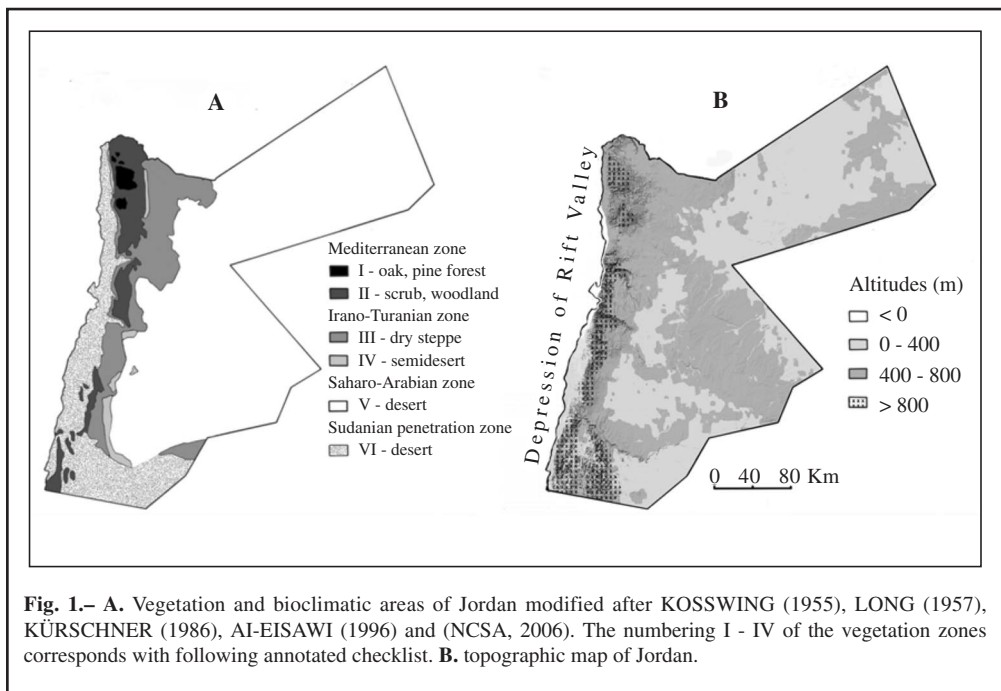 A
Mediterranean zone
I - oak, pine forest
II - scrub, woodland
Irano-Turanian zone
III - dry steppe
IV - semidesert
Saharo-Arabian zone
V - desert
Sudanian penetration zone
VI - desert
B
Depression of Rift Valley
Altitudes (m)
< 0
0 - 400
400 - 800
> 800
0 40 80 Km
Fig. 1.– A. Vegetation and bioclimatic areas of Jordan modified after KOSSWING (1955), LONG (1957),
KÜRSCHNER (1986), AI-EISAWI (1996) and (NCSA, 2006). The numbering I - IV of the vegetation zones
corresponds with following annotated checklist. B. topographic map of Jordan.